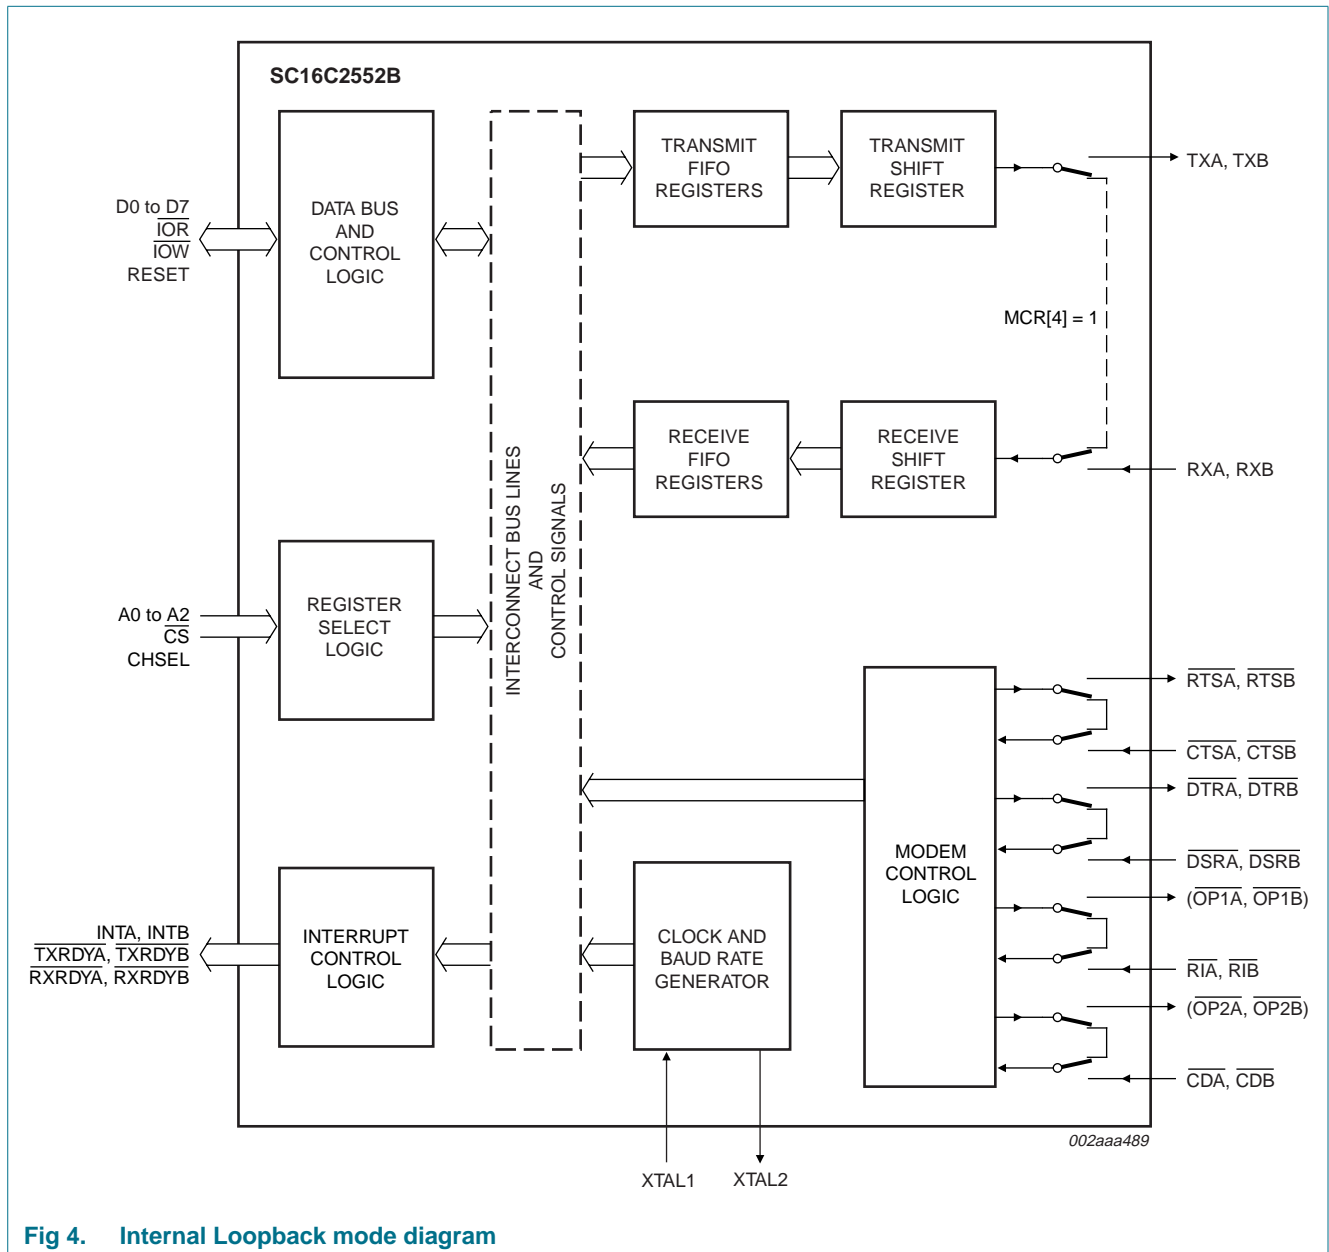 SC16C2552B
D0 to D7
IOR
IOW
RESET
DATA BUS
AND
CONTROL
LOGIC
TRANSMIT
FIFO
REGISTERS
TRANSMIT
SHIFT
REGISTER
TXA, TXB
MCR[4] = 1
RECEIVE
FIFO
REGISTERS
RECEIVE
SHIFT
REGISTER
RXA, RXB
INTERCONNECT BUS LINES
AND
CONTROL SIGNALS
A0 to A2
CS
CHSEL
REGISTER
SELECT
LOGIC
RTSA, RTSB
CTSA, CTSB
DTRA, DTRB
DSRA, DSRB
(OP1A, OP1B)
RIA, RIB
(OP2A, OP2B)
CDA, CDB
MODEM
CONTROL
LOGIC
INTA, INTB
TXRDYA, TXRDYB
RXRDYA, RXRDYB
INTERRUPT
CONTROL
LOGIC
CLOCK AND
BAUD RATE
GENERATOR
XTAL1
XTAL2
002aaa489
Fig 4. Internal Loopback mode diagram